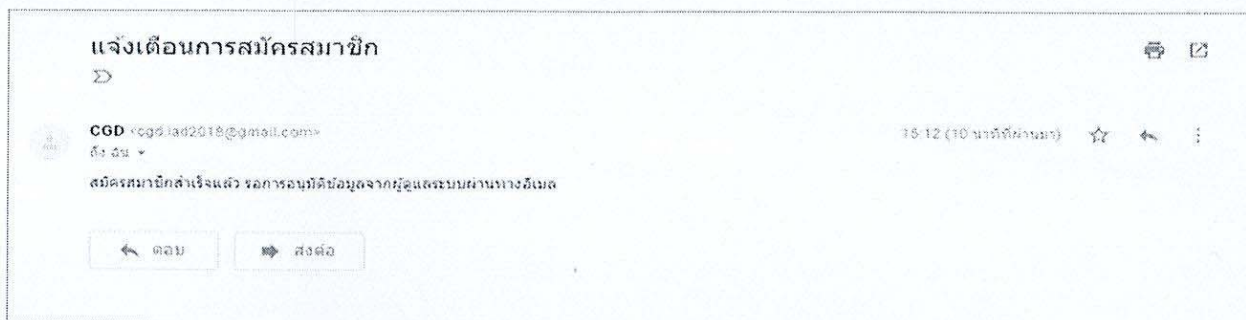 แจ้งเตือนการสมัครสมาชิก
CGD <cgd.iad2018@gmail.com>
15:12 (10 นาทีที่ผ่านมา)
ถึง ฉัน
สมัครสมาชิกสำเร็จแล้ว รอการอนุมัติข้อมูลจากผู้ดูแลระบบผ่านทางอีเมล
ตอบ
ส่งต่อ